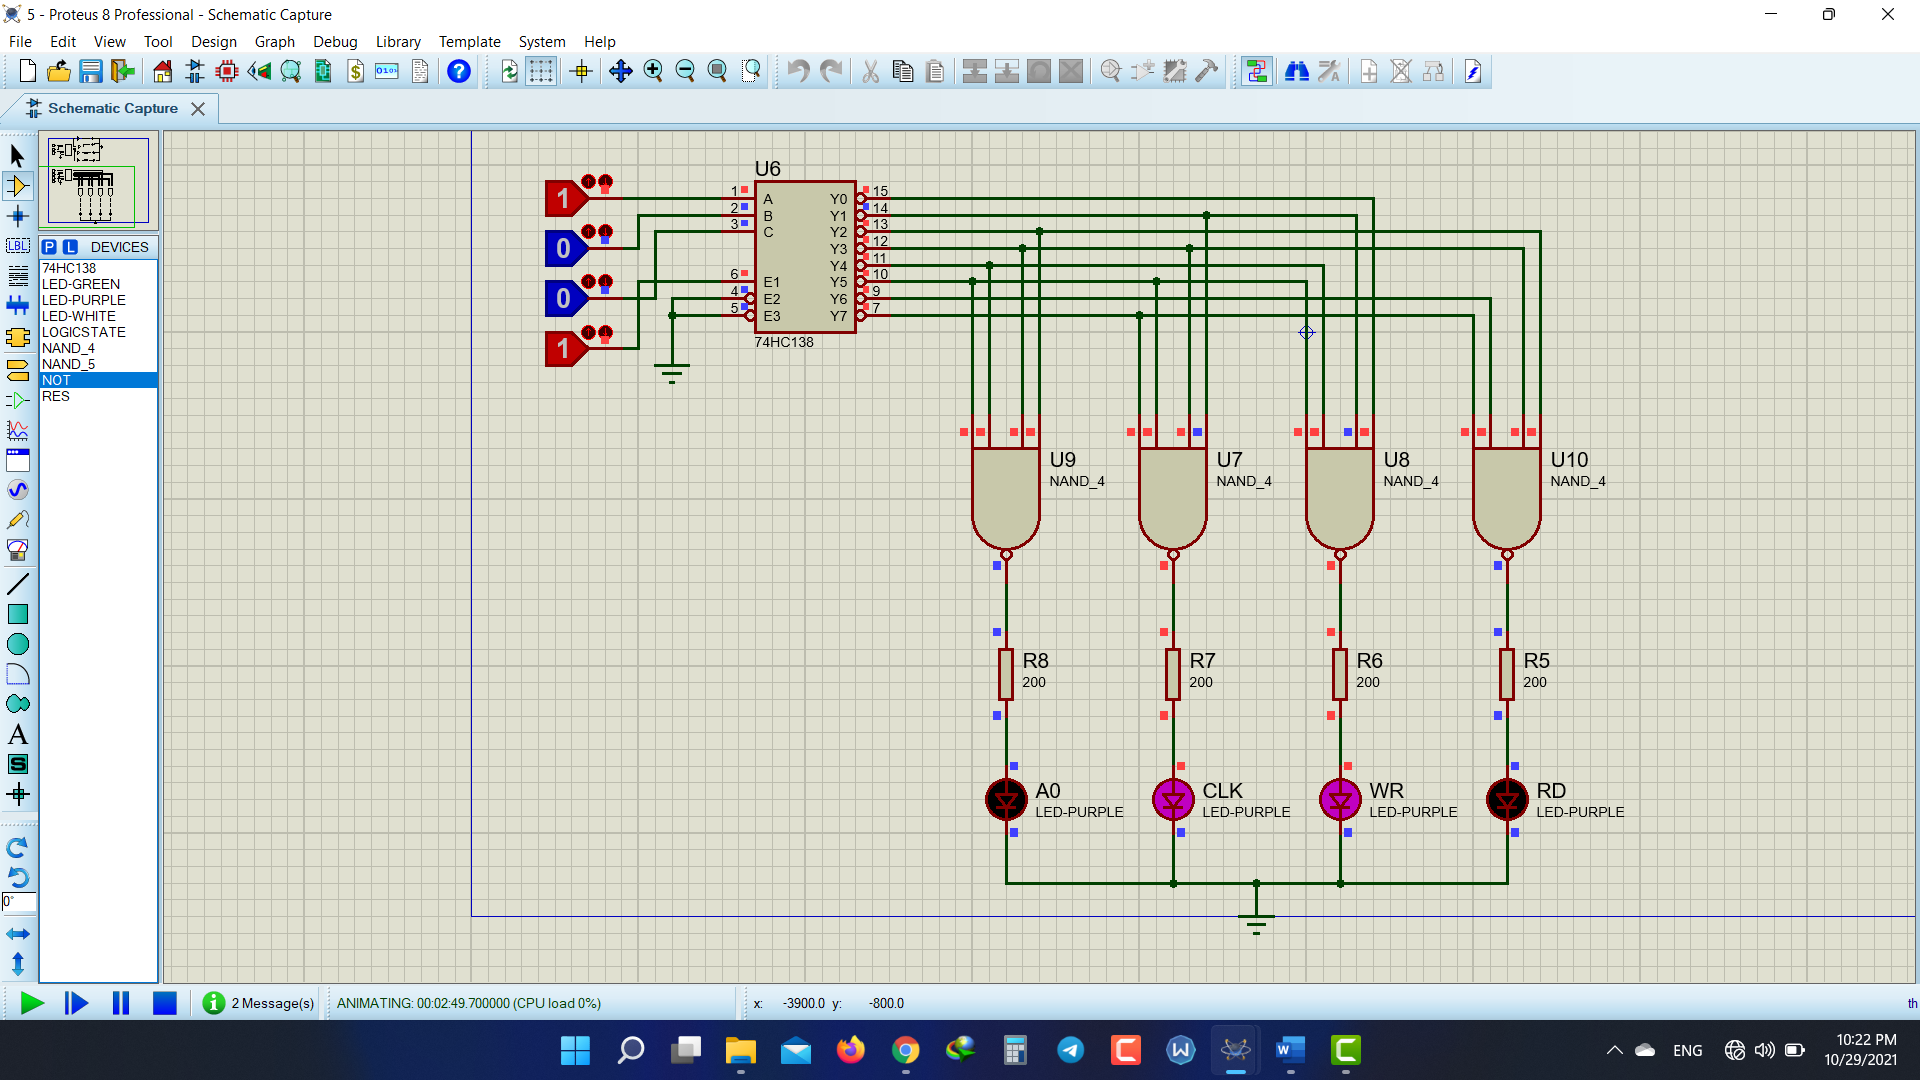 5 - Proteus 8 Professional - Schematic Capture
File Edit View Tool Design Graph Debug Library Template System Help
Schematic Capture
P L DEVICES
74HC138
LED-GREEN
LED-PURPLE
LED-WHITE
LOGICSTATE
NAND_4
NAND_5
NOT
RES
LBL
A
S
0°
U6
1
0
0
1
1 A Y0 15
2 B Y1 14
3 C Y2 13
Y3 12
Y4 11
6 E1 Y5 10
4 E2 Y6 9
5 E3 Y7 7
74HC138
U9
NAND_4
U7
NAND_4
U8
NAND_4
U10
NAND_4
R8
200
R7
200
R6
200
R5
200
A0
LED-PURPLE
CLK
LED-PURPLE
WR
LED-PURPLE
RD
LED-PURPLE
2 Message(s) ANIMATING: 00:02:49.700000 (CPU load 0%) x: -3900.0 y: -800.0 th
ENG
10:22 PM
10/29/2021